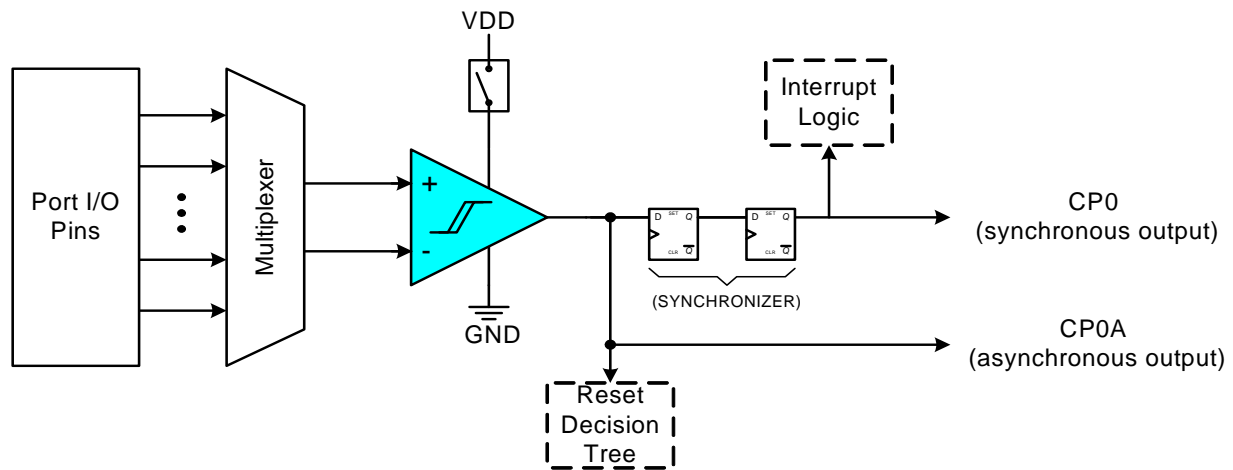 VDD
Port I/O
Pins
Multiplexer
+
-
GND
D SET Q
CLR Q
D SET Q
CLR Q
(SYNCHRONIZER)
Interrupt
Logic
CP0
(synchronous output)
CP0A
(asynchronous output)
Reset
Decision
Tree